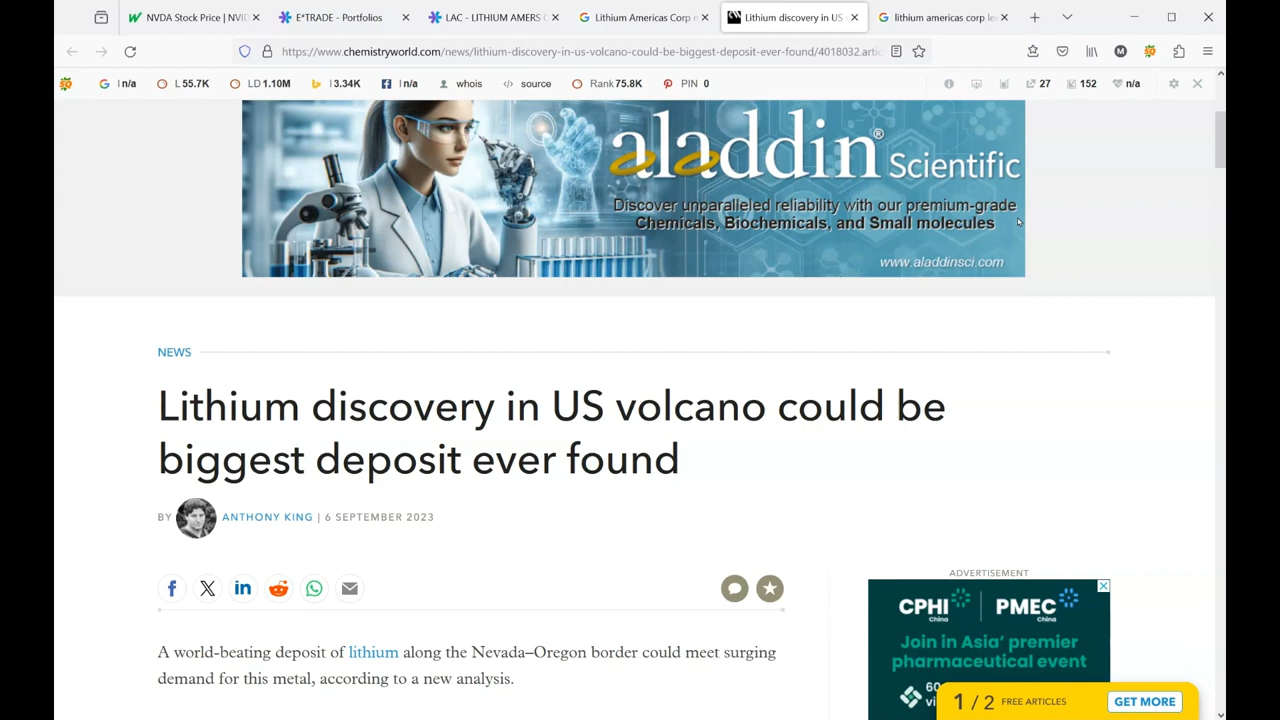 NVDA Stock Price | NVID
E*TRADE - Portfolios
LAC - LITHIUM AMERS C
Lithium Americas Corp n
Lithium discovery in US
lithium americas corp le
https://www.chemistryworld.com/news/lithium-discovery-in-us-volcano-could-be-biggest-deposit-ever-found/4018032.artic
n/a
L 55.7K
LD 1.10M
I 3.34K
n/a
whois
source
Rank 75.8K
PIN 0
27
152
n/a
aladdin® Scientific
Discover unparalleled reliability with our premium-grade
Chemicals, Biochemicals, and Small molecules
www.aladdinsci.com
NEWS
Lithium discovery in US volcano could be
biggest deposit ever found
BY ANTHONY KING | 6 SEPTEMBER 2023
A world-beating deposit of lithium along the Nevada–Oregon border could meet surging
demand for this metal, according to a new analysis.
ADVERTISEMENT
CPHI China | PMEC China
Join in Asia' premier
pharmaceutical event
1 / 2 FREE ARTICLES GET MORE